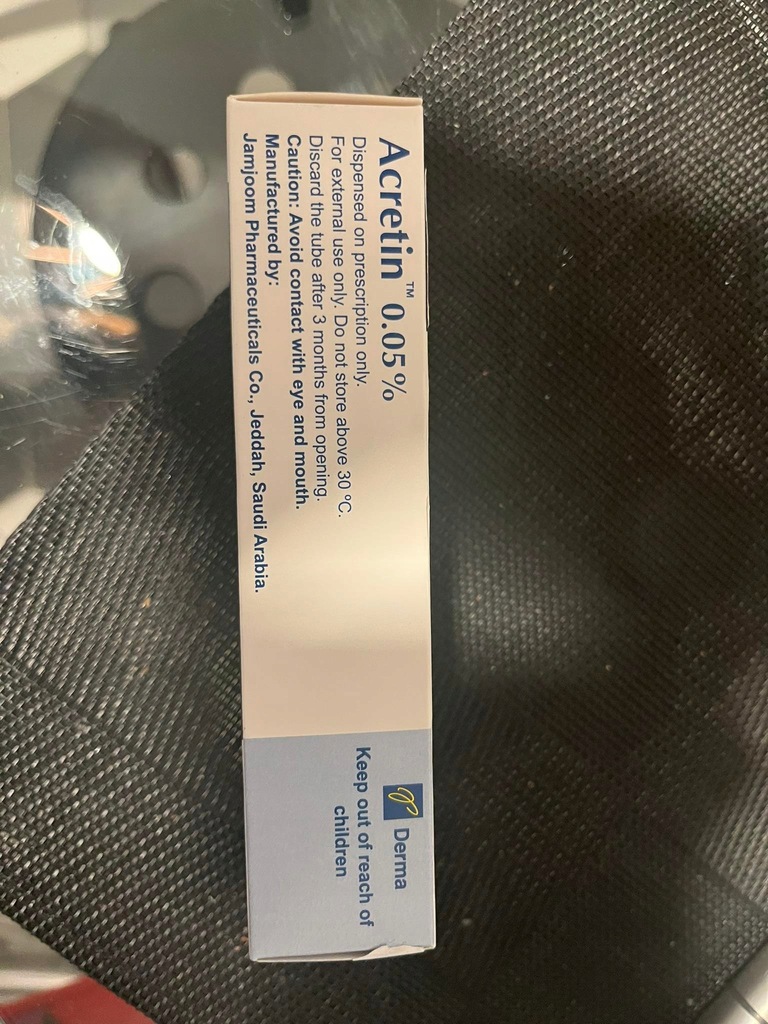 Acretin™ 0.05%
Dispensed on prescription only.
For external use only. Do not store above 30 °C.
Discard the tube after 3 months from opening.
Caution: Avoid contact with eye and mouth.
Manufactured by:
Jamjoom Pharmaceuticals Co., Jeddah, Saudi Arabia.
Derma
Keep out of reach of
children